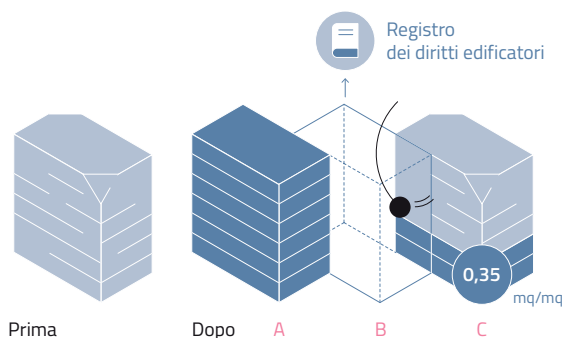 Registro
dei diritti edificatori
0,35
mq/mq
Prima
Dopo
A
B
C